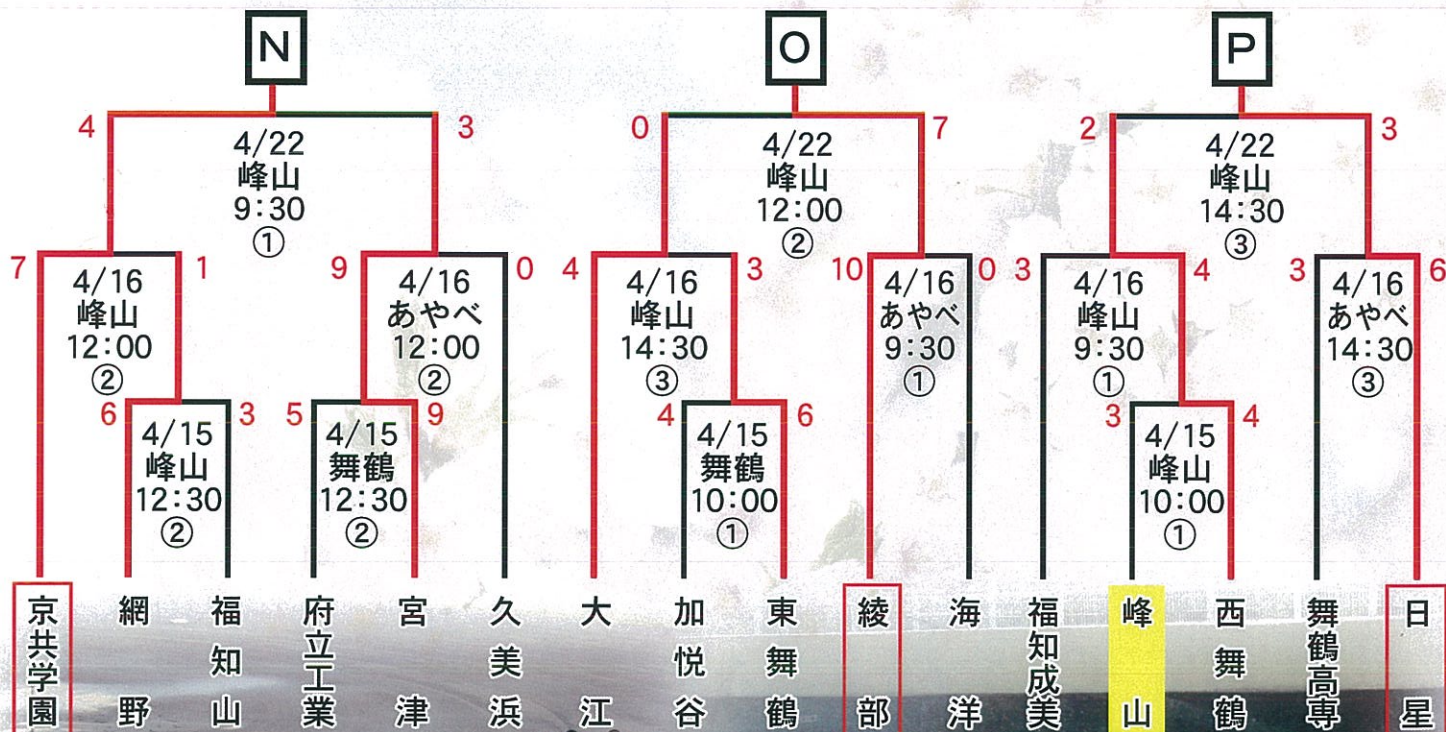 N
O
P
4 3
4/22
峰山
9:30
①
0 7
4/22
峰山
12:00
②
2 3
4/22
峰山
14:30
③
7 1
4/16
峰山
12:00
②
9 0
4/16
あやべ
12:00
②
4 3
4/16
峰山
14:30
③
10 0
4/16
あやべ
9:30
①
3 4
4/16
峰山
9:30
①
3 6
4/16
あやべ
14:30
③
6 3
4/15
峰山
12:30
②
5 9
4/15
舞鶴
12:30
②
4 6
4/15
舞鶴
10:00
①
3 4
4/15
峰山
10:00
①
京共学園
網野
福知山
府立工業
宮津
久美浜
大江
加悦谷
東舞鶴
綾部
海洋
福知成美
峰山
西舞鶴
舞鶴高専
日星